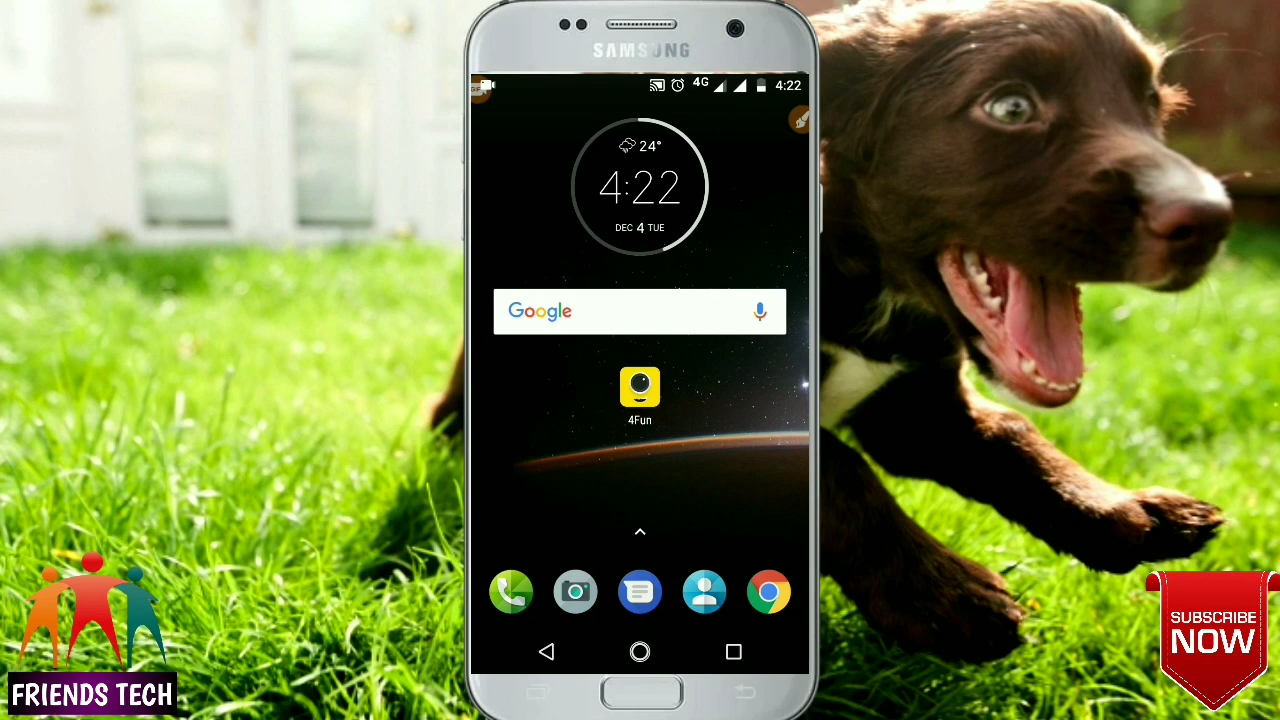 SAMSUNG
4G
4:22
24°
4:22
DEC 4 TUE
Google
4Fun
FRIENDS TECH
SUBSCRIBE
NOW